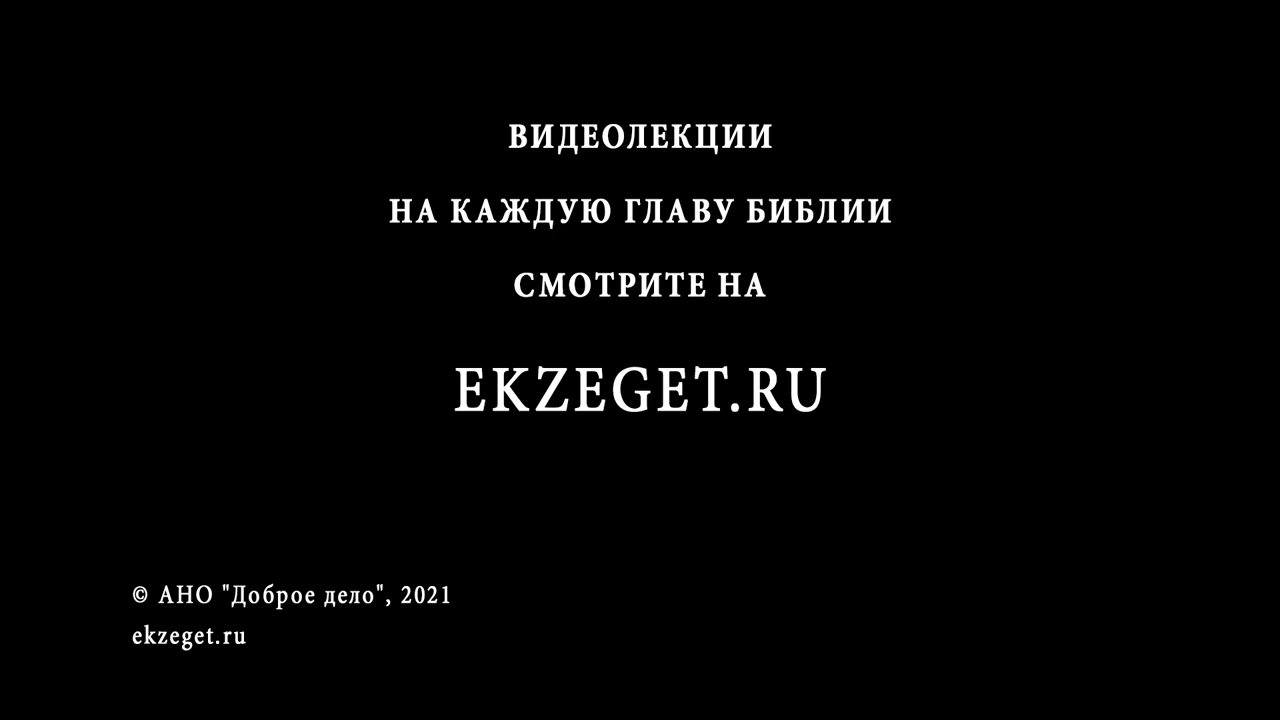 ВИДЕОЛЕКЦИИ
НА КАЖДУЮ ГЛАВУ БИБЛИИ
СМОТРИТЕ НА
EKZEGET.RU
© АНО "Доброе дело", 2021
ekzeget.ru